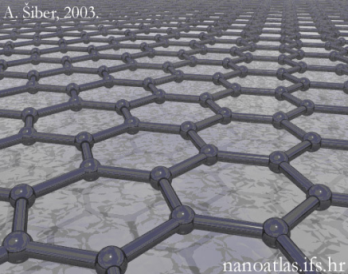 A. Šiber, 2003.
nanoatlas.ifs.hr